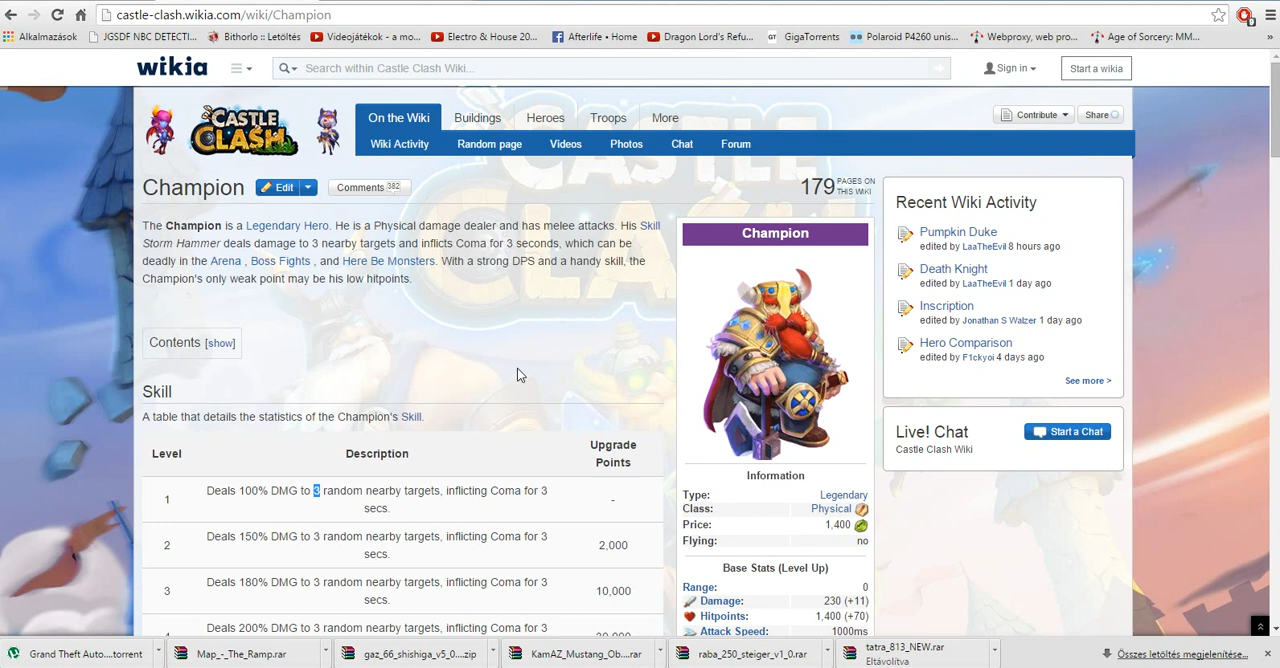 castle-clash.wikia.com/wiki/Champion
Alkalmazások JGSDF NBC DETECTI... Bithorlo :: Letöltés Videojátékok - a mo... Electro & House 20... Afterlife • Home Dragon Lord's Refu... GT GigaTorrents Polaroid P4260 unis... Webproxy, web pro... Age of Sorcery: MM... »
wikia Search within Castle Clash Wiki... Sign in Start a wikia
CASTLE CLASH
On the Wiki Buildings Heroes Troops More Contribute Share
Wiki Activity Random page Videos Photos Chat Forum
Champion Edit Comments 382 179 PAGES ON THIS WIKI
The Champion is a Legendary Hero. He is a Physical damage dealer and has melee attacks. His Skill
Storm Hammer deals damage to 3 nearby targets and inflicts Coma for 3 seconds, which can be
deadly in the Arena , Boss Fights , and Here Be Monsters. With a strong DPS and a handy skill, the
Champion's only weak point may be his low hitpoints.
Contents [show]
Skill
A table that details the statistics of the Champion's Skill.
Level Description Upgrade Points
1 Deals 100% DMG to 3 random nearby targets, inflicting Coma for 3 secs. -
2 Deals 150% DMG to 3 random nearby targets, inflicting Coma for 3 secs. 2,000
3 Deals 180% DMG to 3 random nearby targets, inflicting Coma for 3 secs. 10,000
Deals 200% DMG to 3 random nearby targets, inflicting Coma for 3
Champion
Information
Type: Legendary
Class: Physical
Price: 1,400
Flying: no
Base Stats (Level Up)
Range: 0
Damage: 230 (+11)
Hitpoints: 1,400 (+70)
Attack Speed: 1000ms
Recent Wiki Activity
Pumpkin Duke
edited by LaaTheEvil 8 hours ago
Death Knight
edited by LaaTheEvil 1 day ago
Inscription
edited by Jonathan S Walzer 1 day ago
Hero Comparison
edited by F1ckyoi 4 days ago
See more >
Live! Chat Start a Chat
Castle Clash Wiki
Grand Theft Auto....torrent Map_-_The_Ramp.rar gaz_66_shishiga_v5_0....zip KamAZ_Mustang_Ob....rar raba_250_steiger_v1_0.rar tatra_813_NEW.rar Összes letöltés megjelenítése...
Eltávolítva